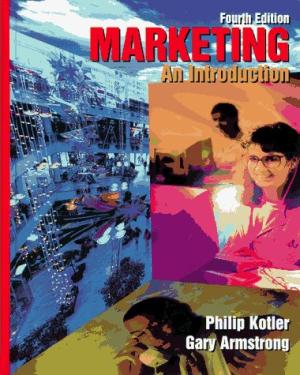 Fourth Edition
MARKETING
An Introduction
Philip Kotler
Gary Armstrong